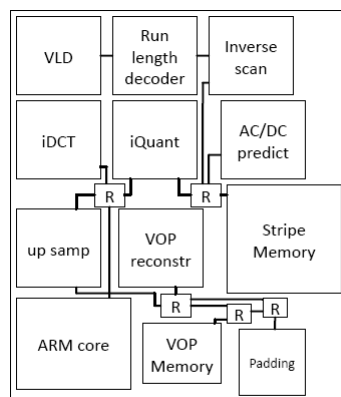 VLD
Run
length
decoder
Inverse
scan
iDCT
iQuant
AC/DC
predict
R
R
up samp
VOP
reconstr
Stripe
Memory
R
R
R
ARM core
VOP
Memory
Padding